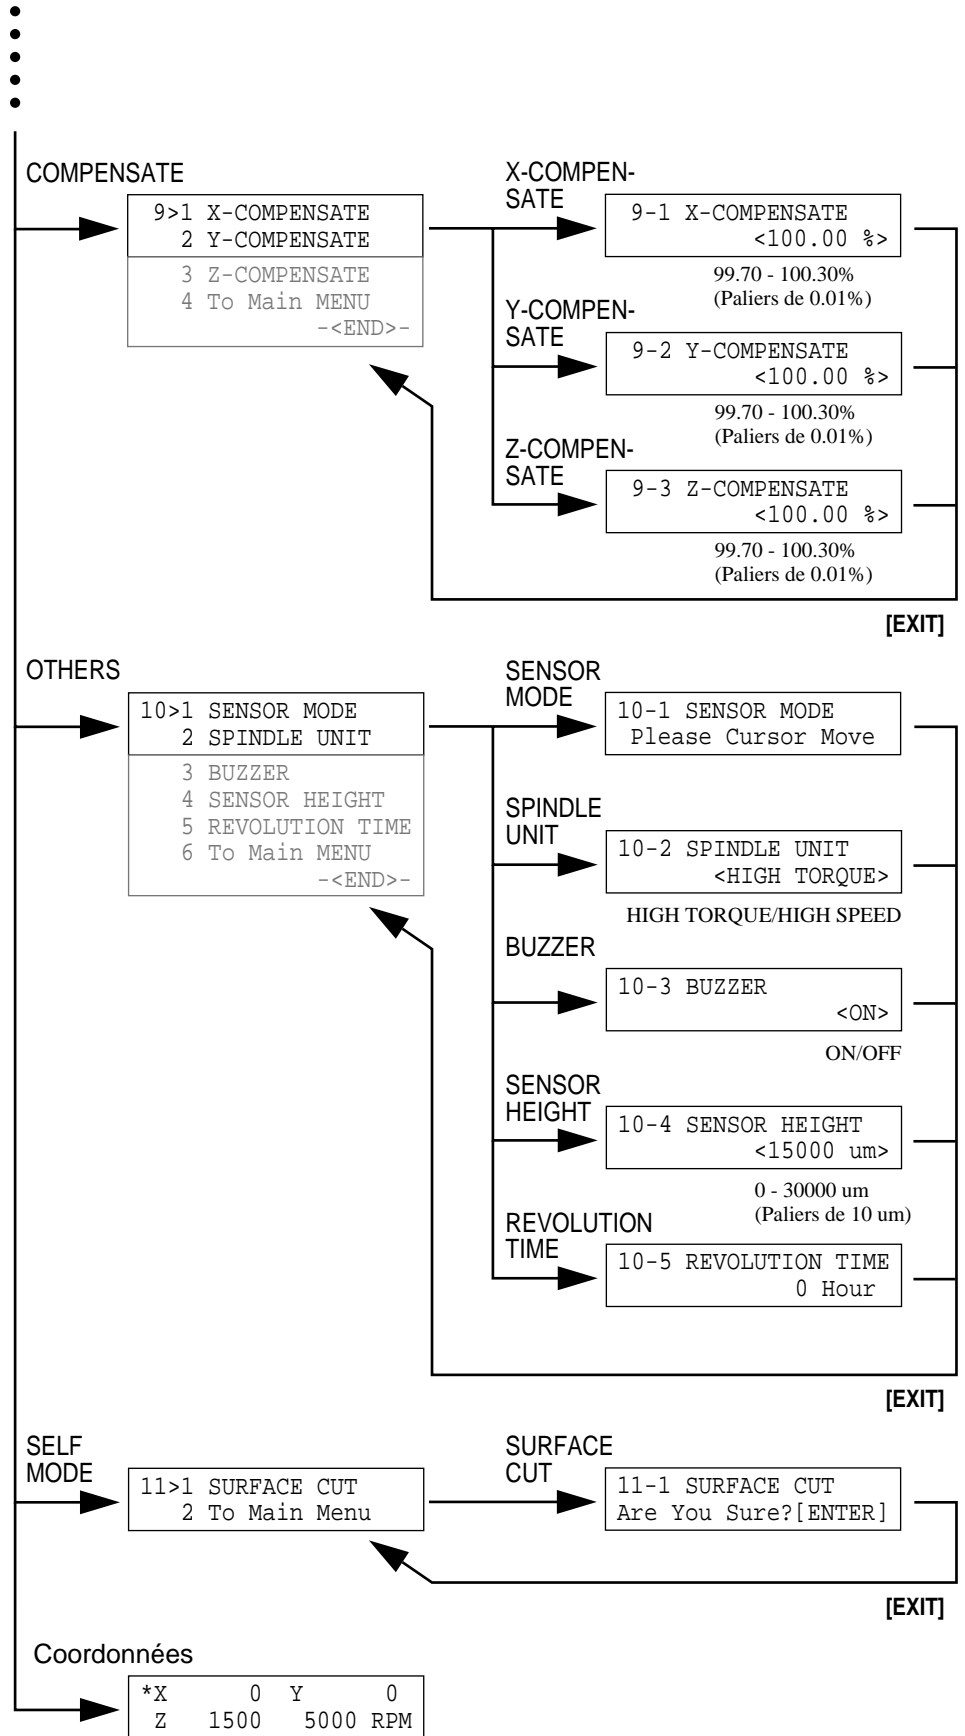 COMPENSATE
9>1 X-COMPENSATE
2 Y-COMPENSATE
3 Z-COMPENSATE
4 To Main MENU
-<END>-
X-COMPEN-
SATE
9-1 X-COMPENSATE
<100.00 %>
99.70 - 100.30%
(Paliers de 0.01%)
Y-COMPEN-
SATE
9-2 Y-COMPENSATE
<100.00 %>
99.70 - 100.30%
(Paliers de 0.01%)
Z-COMPEN-
SATE
9-3 Z-COMPENSATE
<100.00 %>
99.70 - 100.30%
(Paliers de 0.01%)
[EXIT]
OTHERS
10>1 SENSOR MODE
2 SPINDLE UNIT
3 BUZZER
4 SENSOR HEIGHT
5 REVOLUTION TIME
6 To Main MENU
-<END>-
SENSOR
MODE
10-1 SENSOR MODE
Please Cursor Move
SPINDLE
UNIT
10-2 SPINDLE UNIT
<HIGH TORQUE>
HIGH TORQUE/HIGH SPEED
BUZZER
10-3 BUZZER
<ON>
ON/OFF
SENSOR
HEIGHT
10-4 SENSOR HEIGHT
<15000 um>
0 - 30000 um
(Paliers de 10 um)
REVOLUTION
TIME
10-5 REVOLUTION TIME
0 Hour
[EXIT]
SELF
MODE
11>1 SURFACE CUT
2 To Main Menu
SURFACE
CUT
11-1 SURFACE CUT
Are You Sure?[ENTER]
[EXIT]
Coordonnées
*X 0 Y 0
Z 1500 5000 RPM